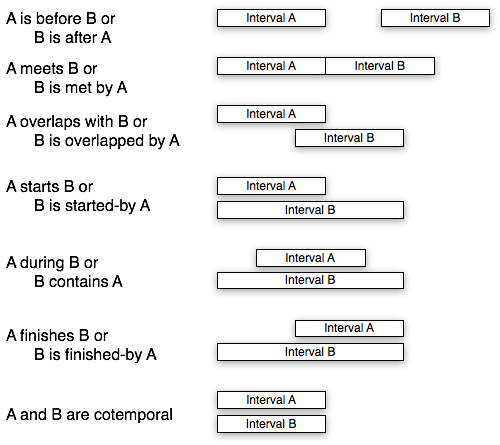 A is before B or
B is after A
Interval A Interval B
A meets B or
B is met by A
Interval A Interval B
A overlaps with B or
B is overlapped by A
Interval A
Interval B
A starts B or
B is started-by A
Interval A
Interval B
A during B or
B contains A
Interval A
Interval B
A finishes B or
B is finished-by A
Interval A
Interval B
A and B are cotemporal
Interval A
Interval B